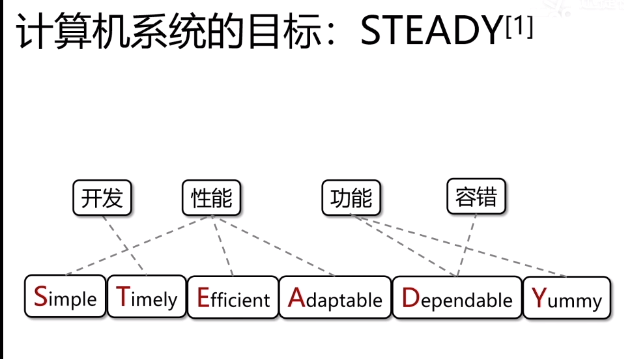 计算机系统的目标：STEADY[1]
开发 性能 功能 容错
Simple Timely Efficient Adaptable Dependable Yummy